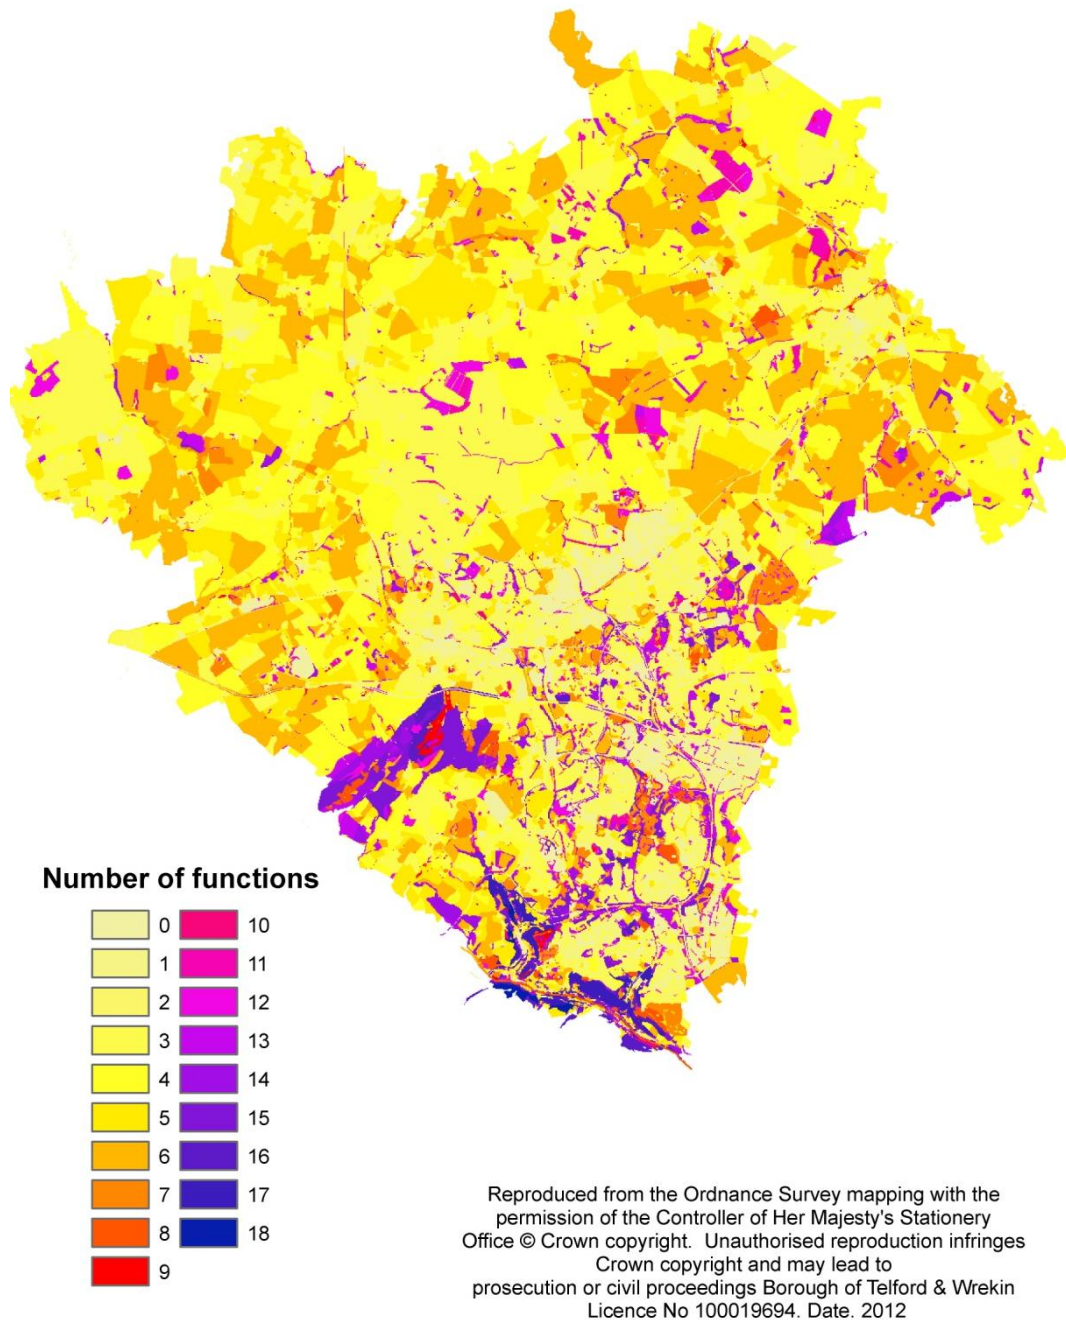 Number of functions
0 10
1 11
2 12
3 13
4 14
5 15
6 16
7 17
8 18
9
Reproduced from the Ordnance Survey mapping with the
permission of the Controller of Her Majesty's Stationery
Office © Crown copyright. Unauthorised reproduction infringes
Crown copyright and may lead to
prosecution or civil proceedings Borough of Telford & Wrekin
Licence No 100019694. Date. 2012